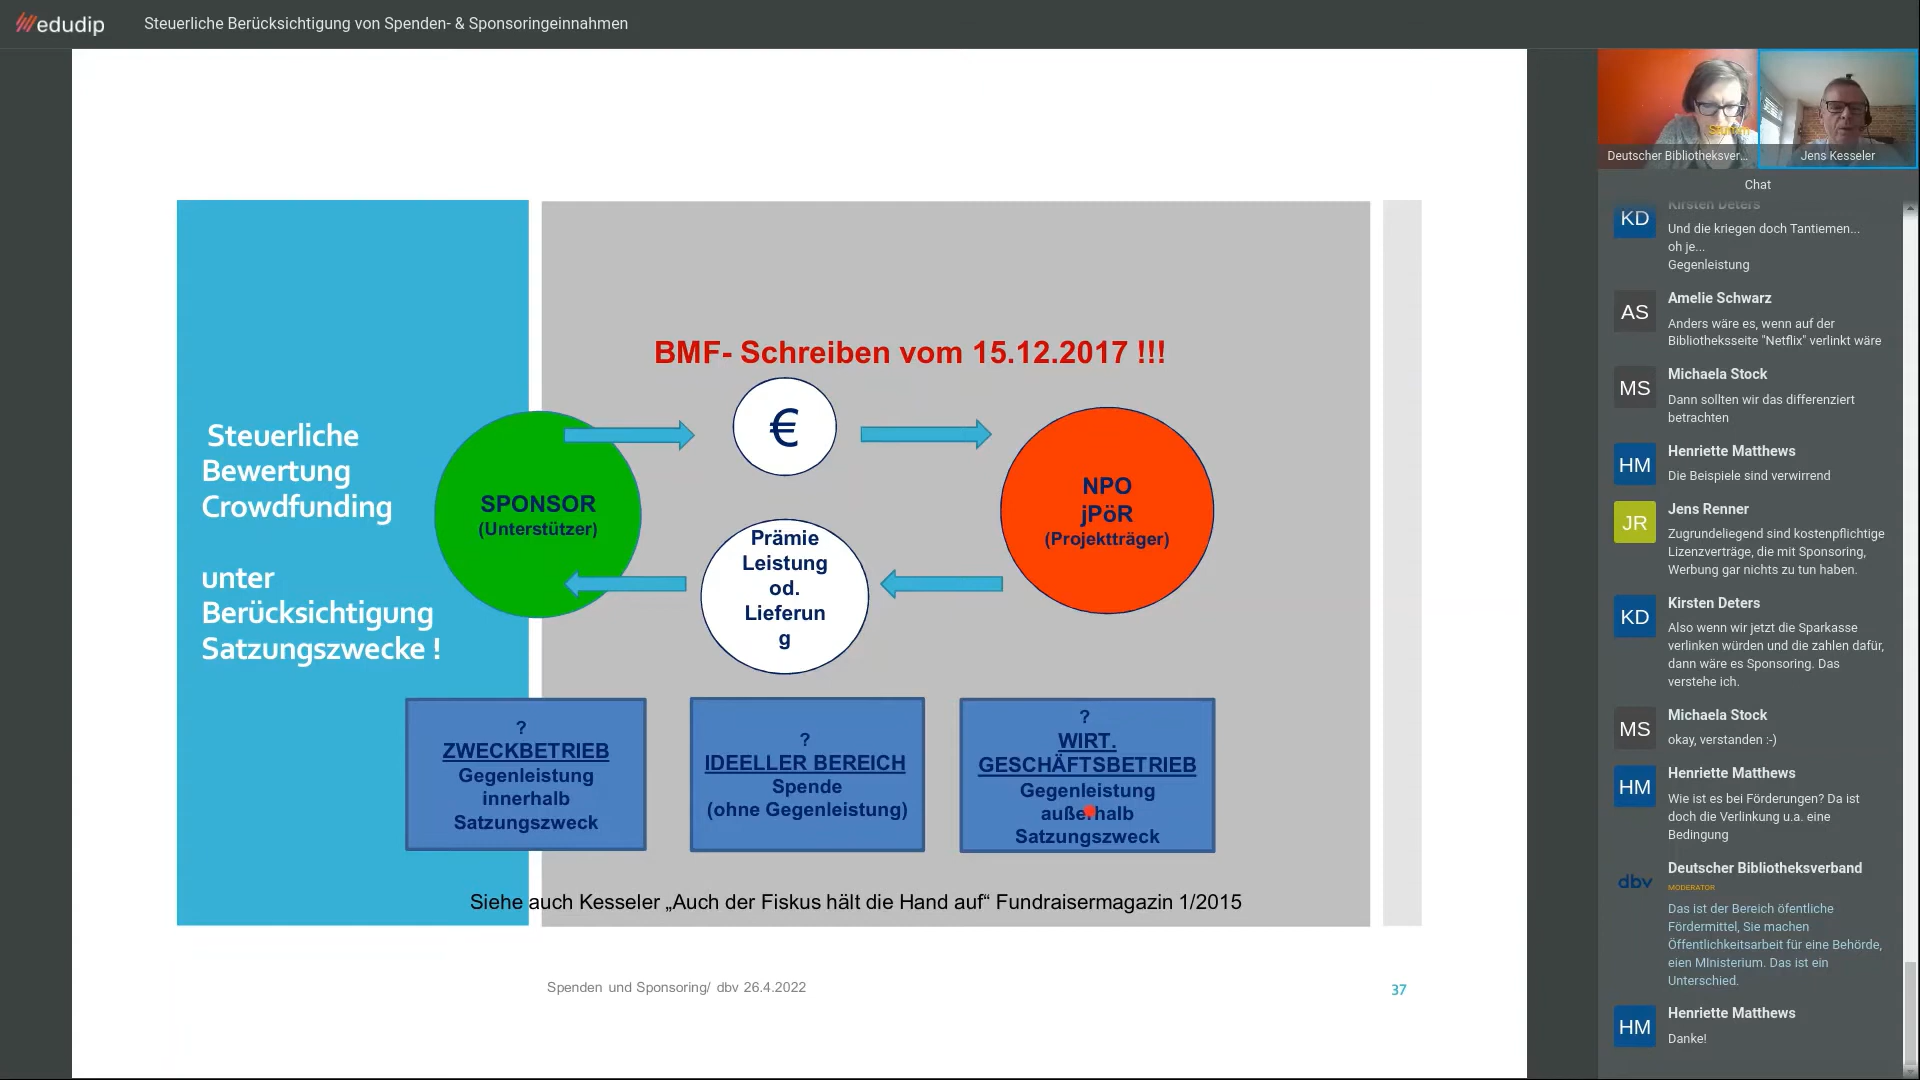 edudip
Steuerliche Berücksichtigung von Spenden- & Sponsoringeinnahmen
Steuerliche
Bewertung
Crowdfunding
unter
Berücksichtigung
Satzungszwecke !
BMF- Schreiben vom 15.12.2017 !!!
€
SPONSOR
(Unterstützer)
NPO
jPöR
(Projektträger)
Prämie
Leistung
od.
Lieferun
g
?
ZWECKBETRIEB
Gegenleistung
innerhalb
Satzungszweck
?
IDEELLER BEREICH
Spende
(ohne Gegenleistung)
?
WIRT.
GESCHÄFTSBETRIEB
Gegenleistung
außerhalb
Satzungszweck
Siehe auch Kesseler „Auch der Fiskus hält die Hand auf“ Fundraisermagazin 1/2015
Spenden und Sponsoring/ dbv 26.4.2022
37
Deutscher Bibliotheksver...
Jens Kesseler
Chat
Kirsten Deters
KD
Und die kriegen doch Tantiemen...
oh je...
Gegenleistung
AS
Amelie Schwarz
Anders wäre es, wenn auf der
Bibliotheksseite "Netflix" verlinkt wäre
MS
Michaela Stock
Dann sollten wir das differenziert
betrachten
HM
Henriette Matthews
Die Beispiele sind verwirrend
JR
Jens Renner
Zugrundeliegend sind kostenpflichtige
Lizenzverträge, die mit Sponsoring,
Werbung gar nichts zu tun haben.
KD
Kirsten Deters
Also wenn wir jetzt die Sparkasse
verlinken würden und die zahlen dafür,
dann wäre es Sponsoring. Das
verstehe ich.
MS
Michaela Stock
okay, verstanden :-)
HM
Henriette Matthews
Wie ist es bei Förderungen? Da ist
doch die Verlinkung u.a. eine
Bedingung
dbv
Deutscher Bibliotheksverband
MODERATOR
Das ist der Bereich öfentliche
Fördermittel, Sie machen
Öffentlichkeitsarbeit für eine Behörde,
eien MInisterium. Das ist ein
Unterschied.
HM
Henriette Matthews
Danke!